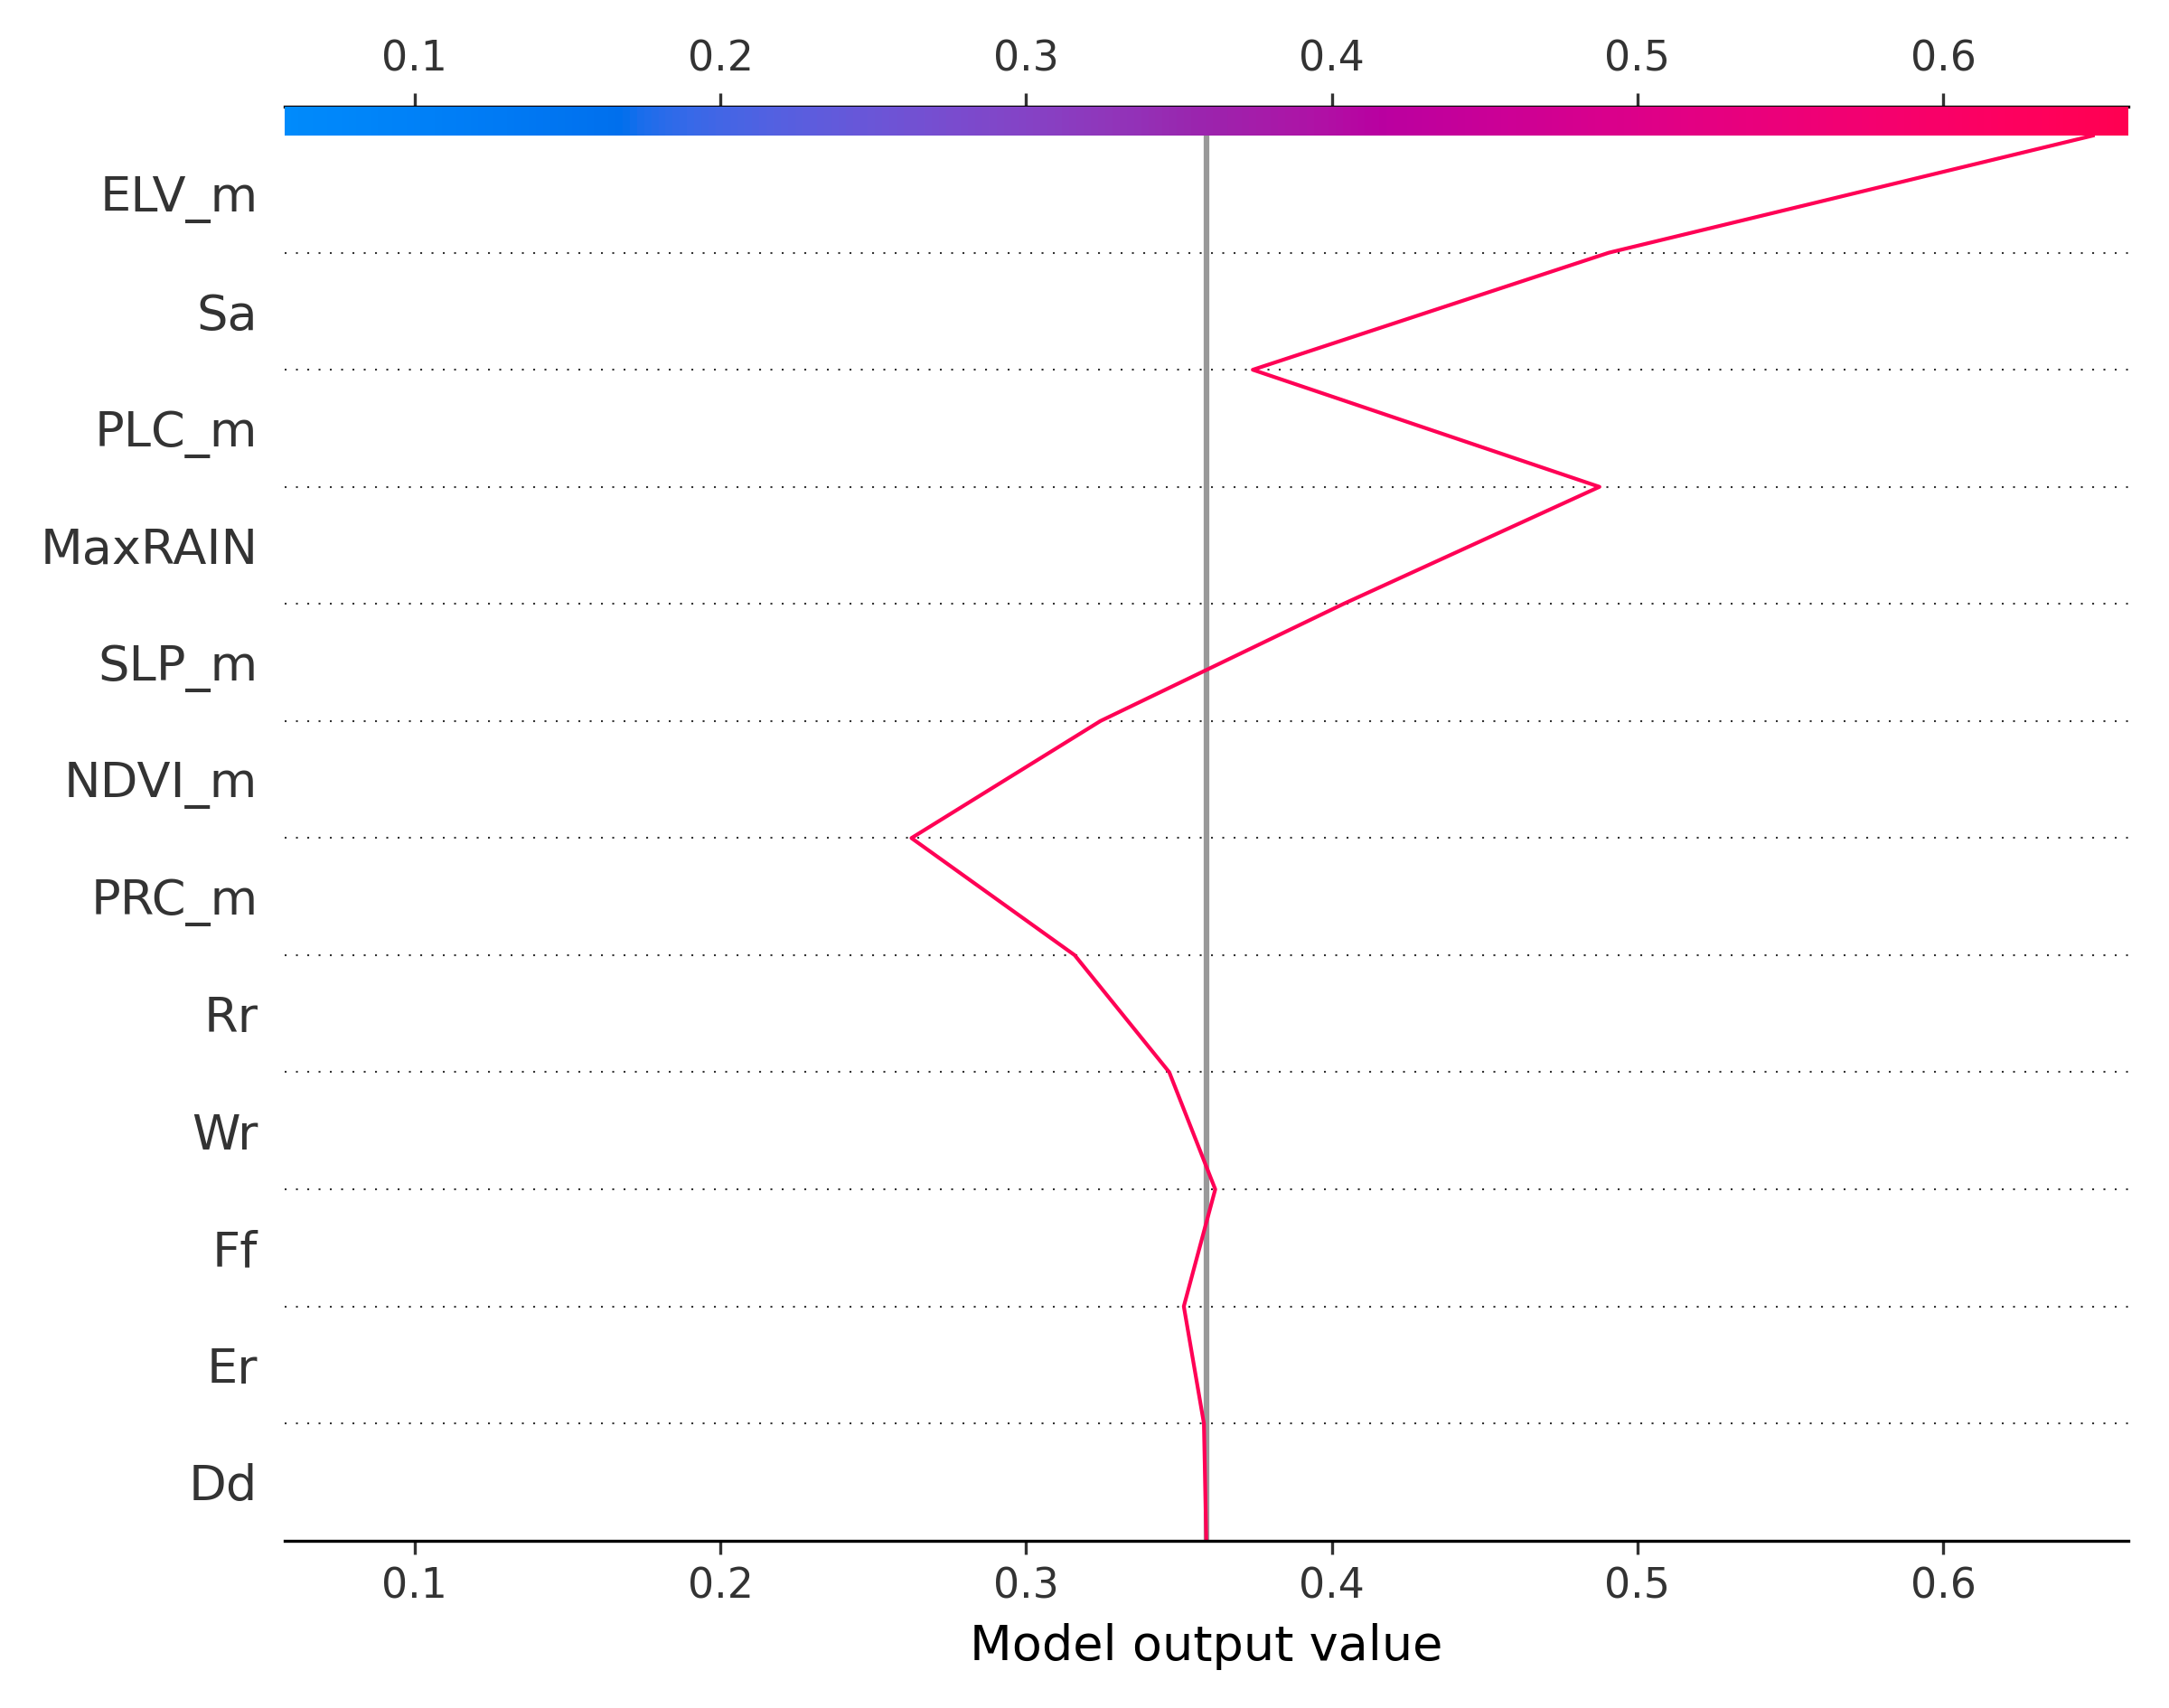 0.1 0.2 0.3 0.4 0.5 0.6
ELV_m
Sa
PLC_m
MaxRAIN
SLP_m
NDVI_m
PRC_m
Rr
Wr
Ff
Er
Dd
0.1 0.2 0.3 0.4 0.5 0.6
Model output value